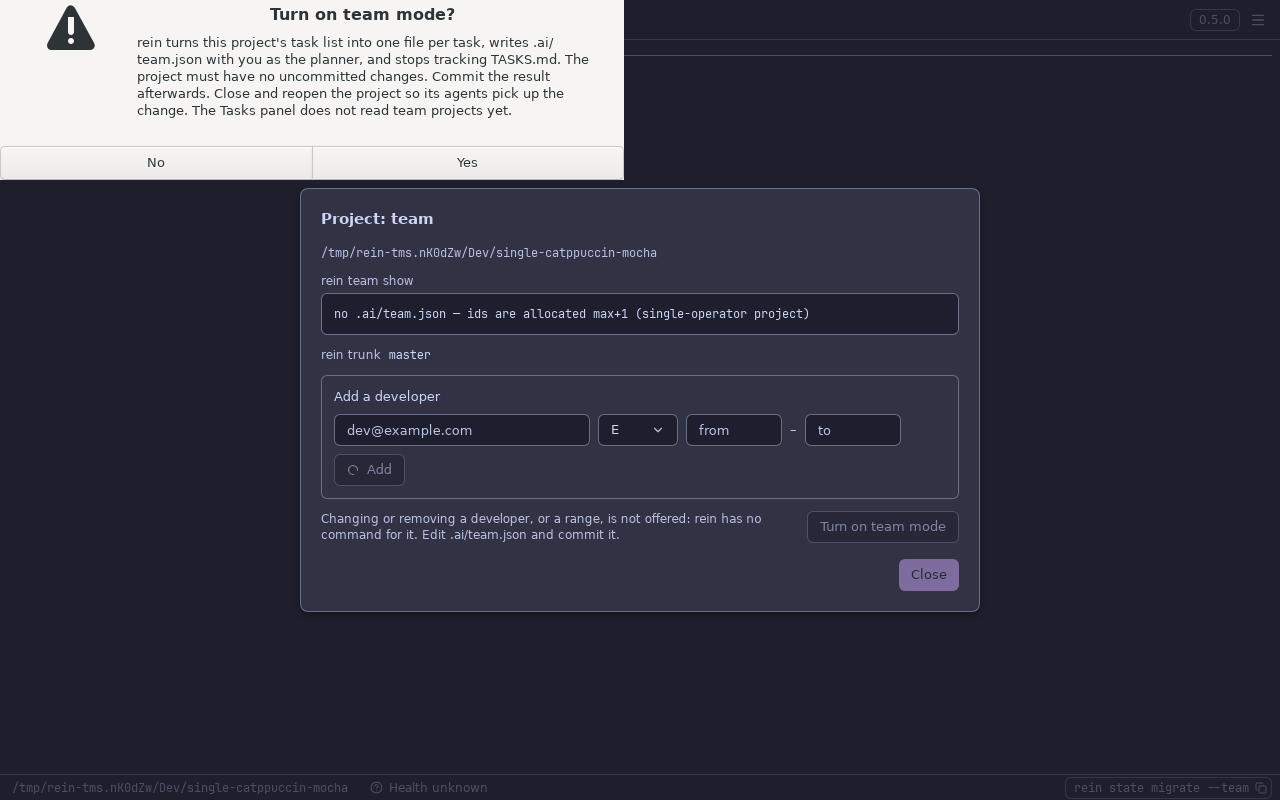 Turn on team mode?
rein turns this project's task list into one file per task, writes .ai/
team.json with you as the planner, and stops tracking TASKS.md. The
project must have no uncommitted changes. Commit the result
afterwards. Close and reopen the project so its agents pick up the
change. The Tasks panel does not read team projects yet.
No
Yes
0.5.0
Project: team
/tmp/rein-tms.nK0dZw/Dev/single-catppuccin-mocha
rein team show
no .ai/team.json — ids are allocated max+1 (single-operator project)
rein trunk master
Add a developer
dev@example.com
E
from
–
to
Add
Changing or removing a developer, or a range, is not offered: rein has no
command for it. Edit .ai/team.json and commit it.
Turn on team mode
Close
/tmp/rein-tms.nK0dZw/Dev/single-catppuccin-mocha
Health unknown
rein state migrate --team